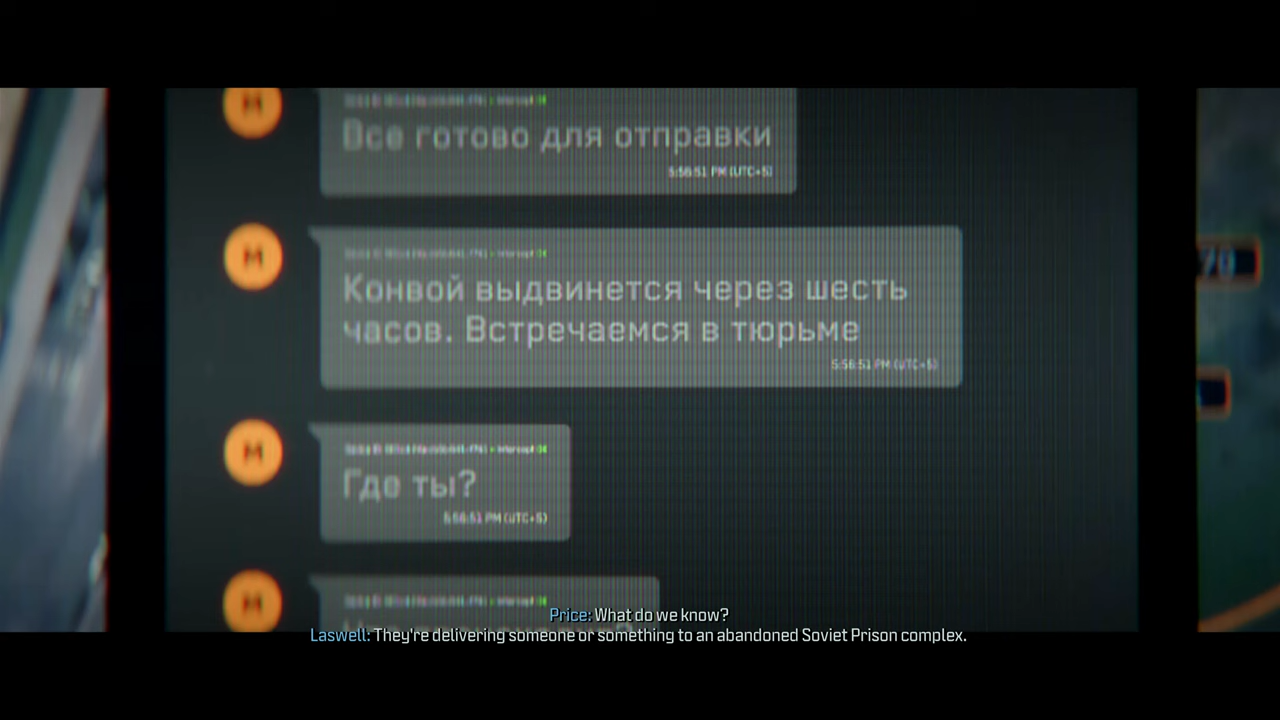 М
Все готово для отправки
5:56:51 PM (UTC+5)
М
Конвой выдвинется через шесть
часов. Встречаемся в тюрьме
5:56:51 PM (UTC+5)
70
М
Где ты?
5:56:51 PM (UTC+5)
М
Price: What do we know?
Laswell: They're delivering someone or something to an abandoned Soviet Prison complex.